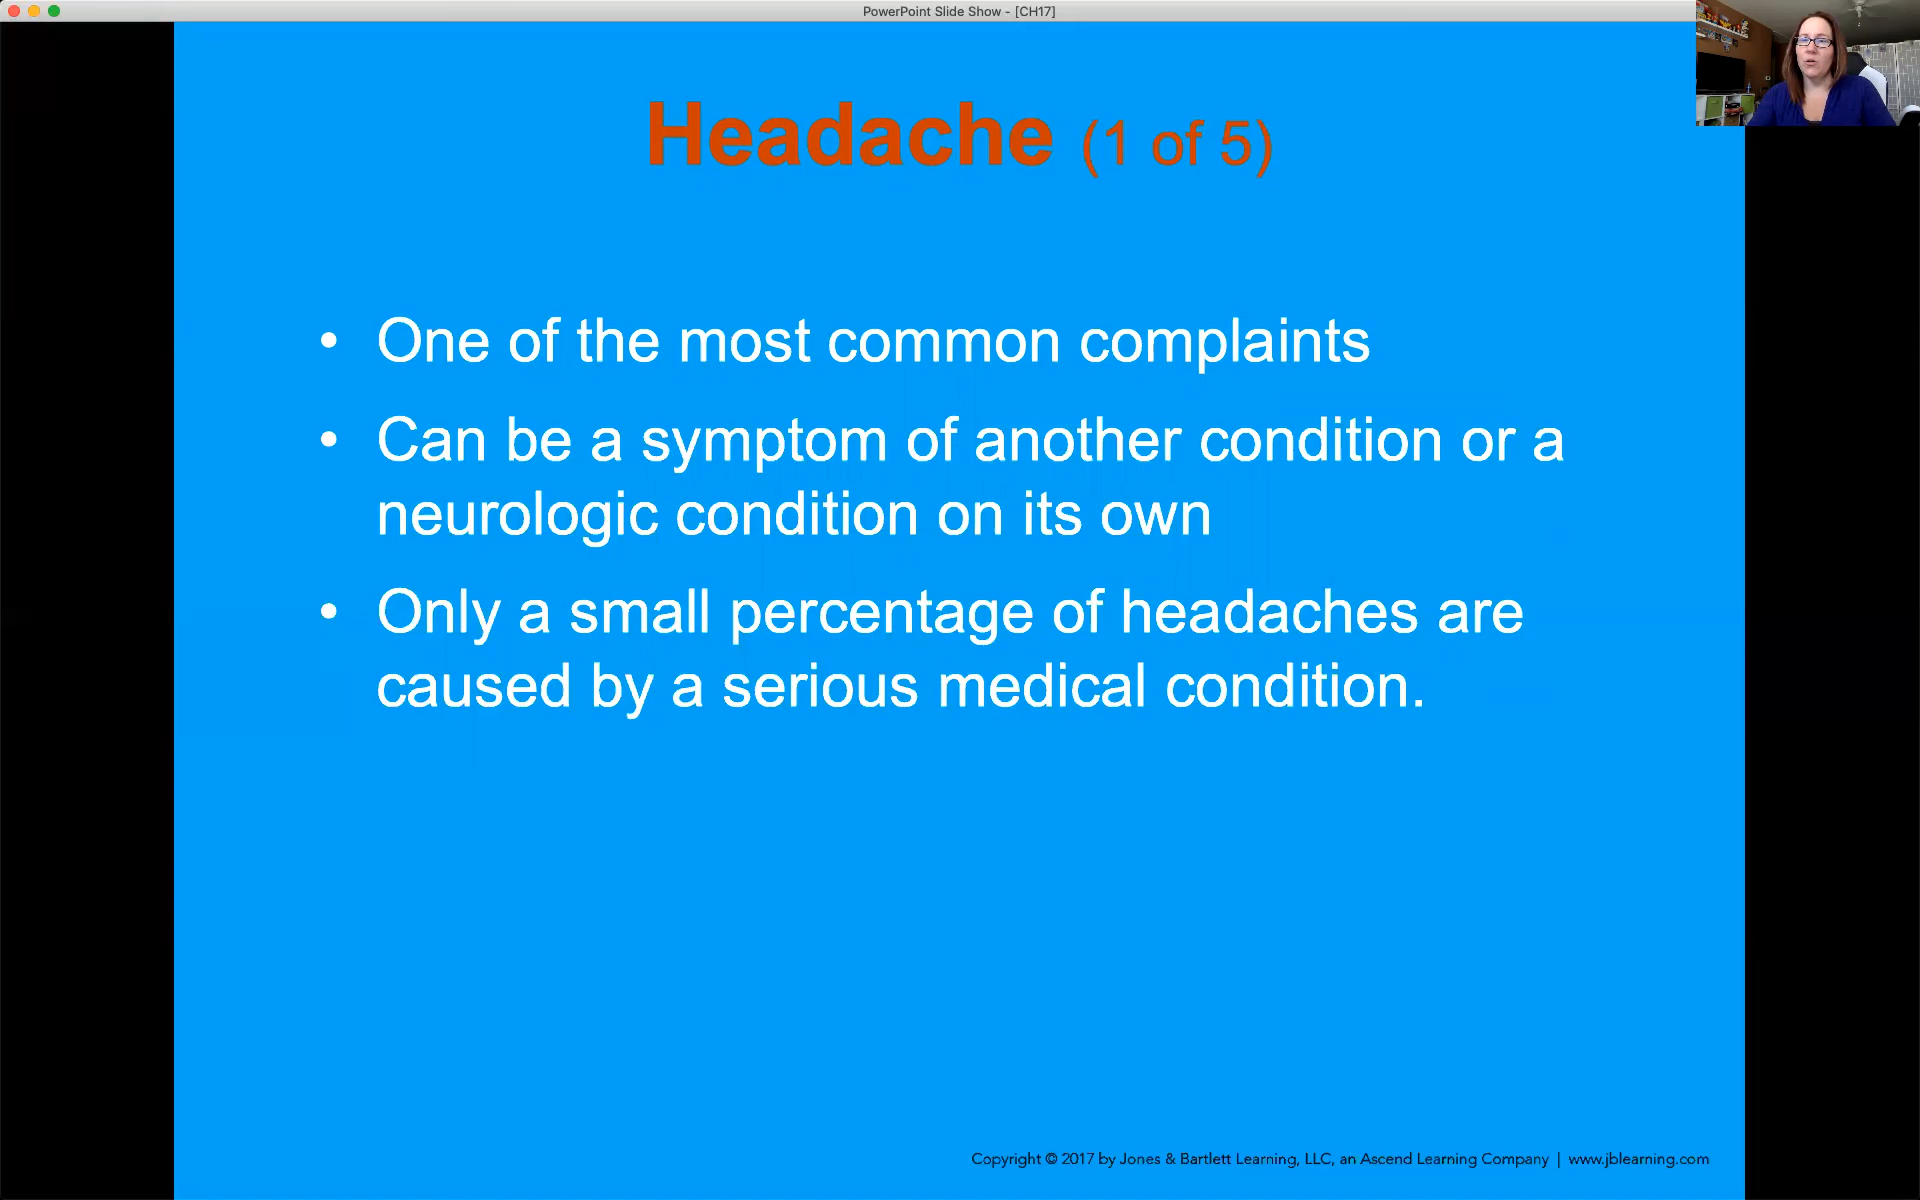 PowerPoint Slide Show - [CH17]
Headache (1 of 5)
• One of the most common complaints
• Can be a symptom of another condition or a
neurologic condition on its own
• Only a small percentage of headaches are
caused by a serious medical condition.
Copyright © 2017 by Jones & Bartlett Learning, LLC, an Ascend Learning Company | www.jblearning.com